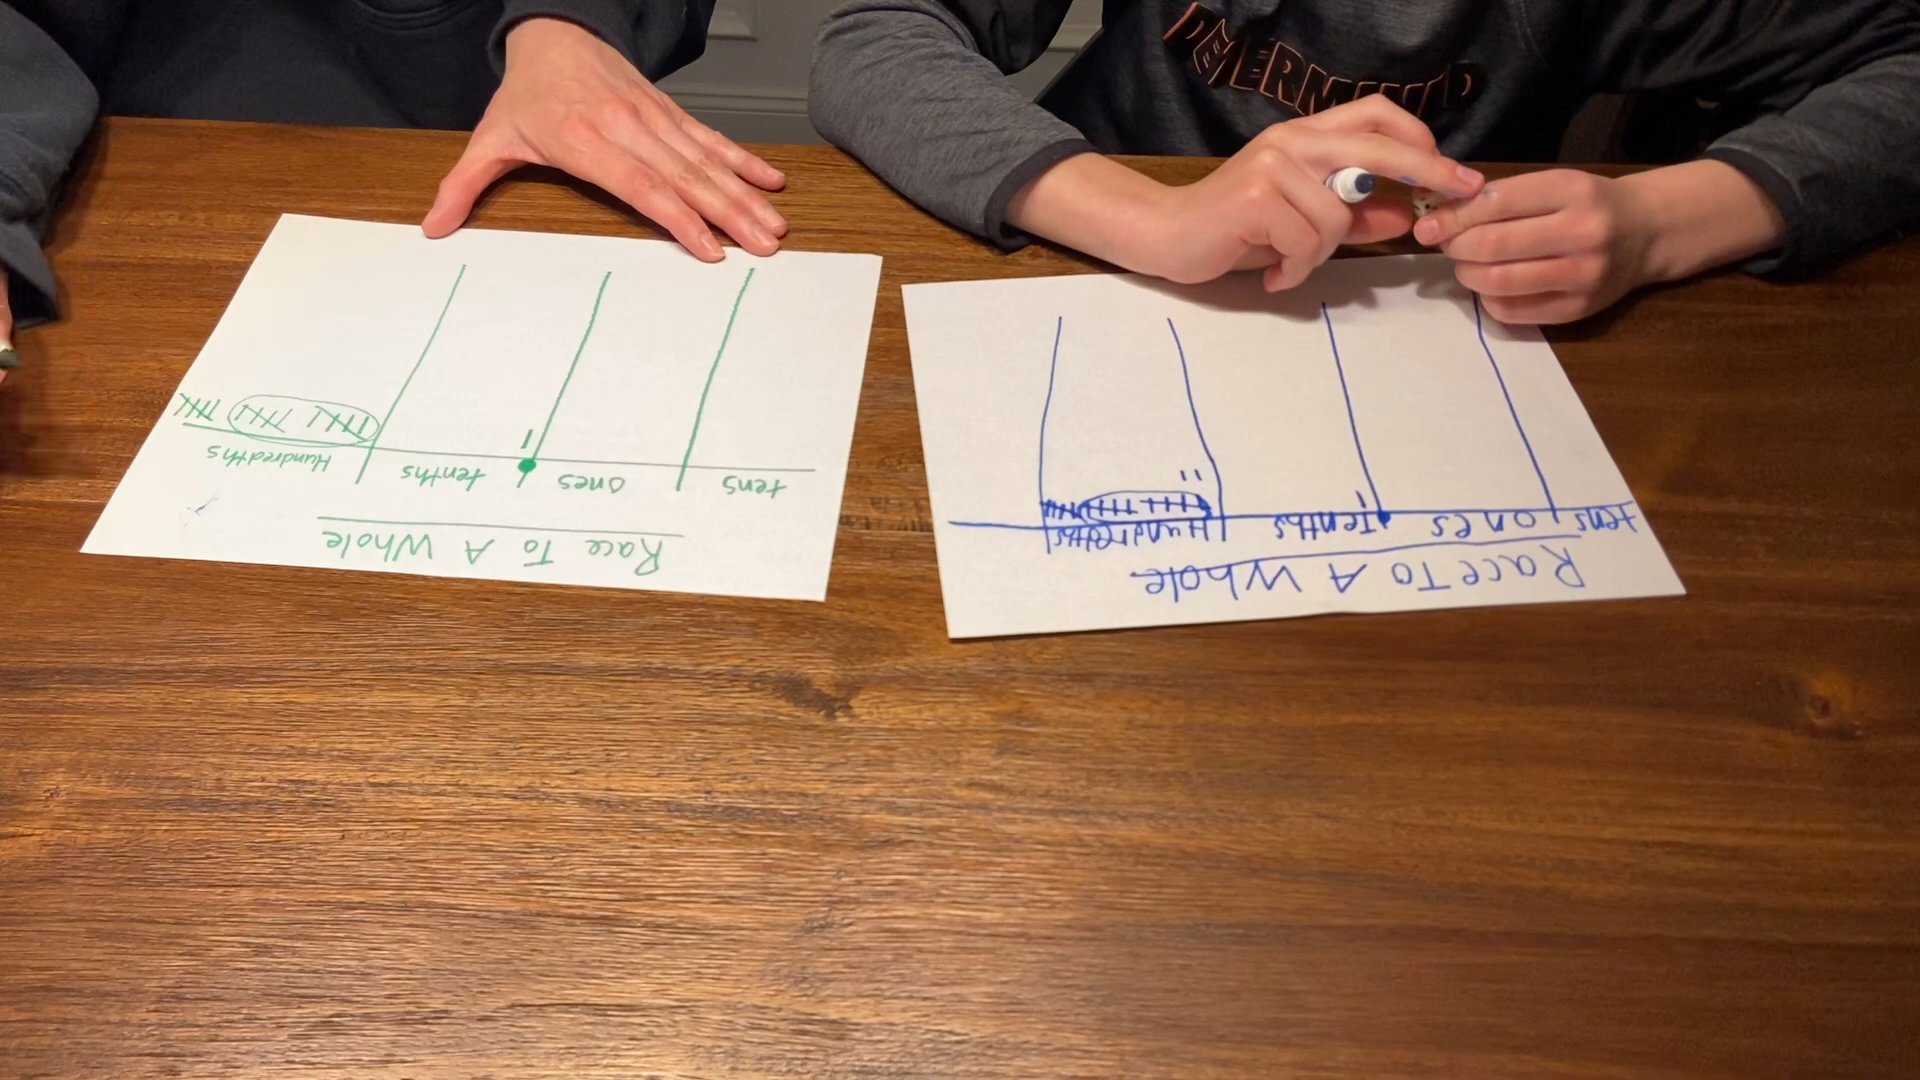 Race To A Whole
tens ones tenths Hundredths
Race To A Whole
tens ones Tenths Hundredths